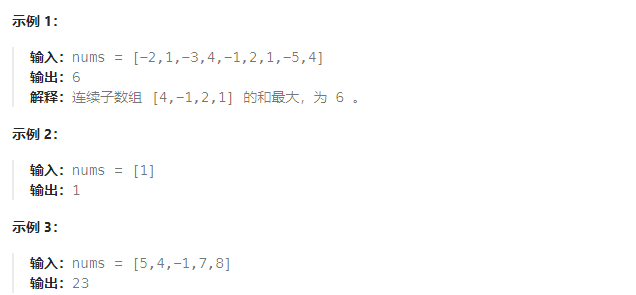 示例 1：
输入：nums = [-2,1,-3,4,-1,2,1,-5,4]
输出：6
解释：连续子数组 [4,-1,2,1] 的和最大，为 6 。
示例 2：
输入：nums = [1]
输出：1
示例 3：
输入：nums = [5,4,-1,7,8]
输出：23